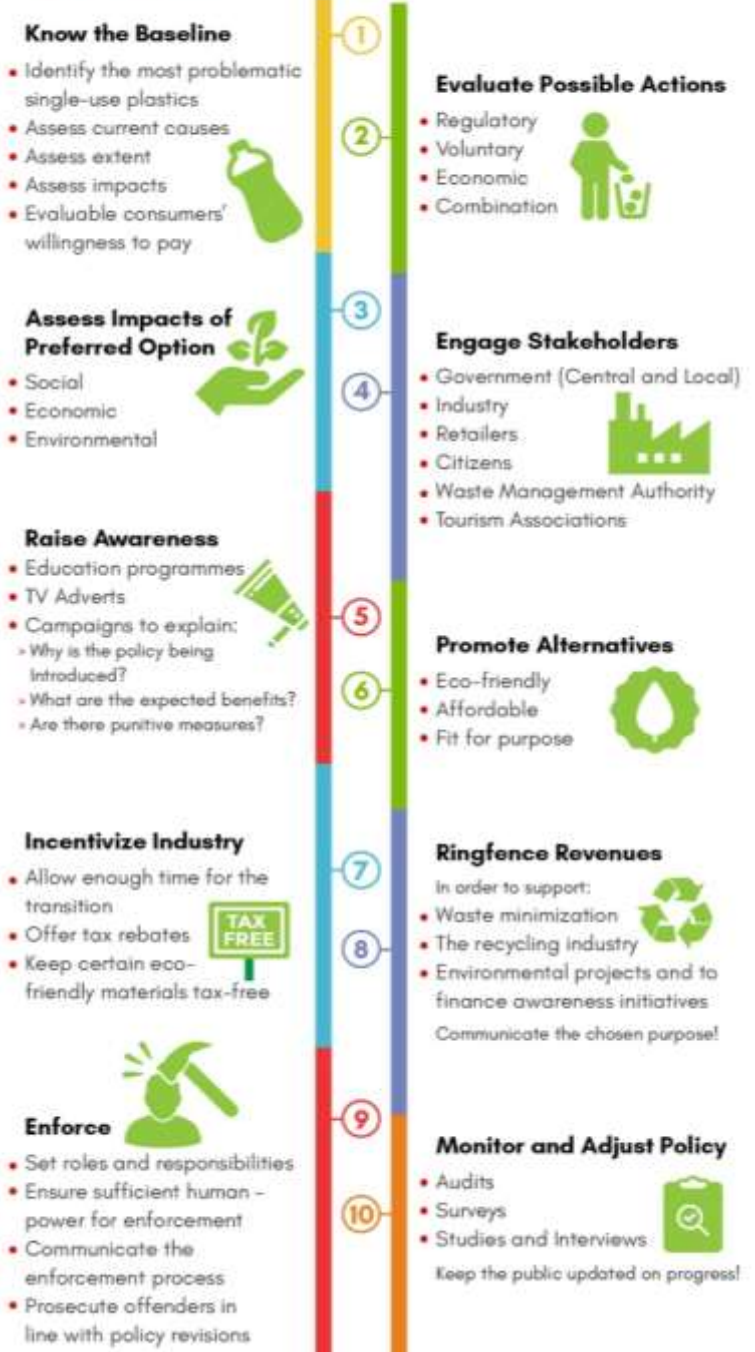 1
Know the Baseline
• Identify the most problematic
single-use plastics
• Assess current causes
• Assess extent
• Assess impacts
• Evaluable consumers'
willingness to pay
2
Evaluate Possible Actions
• Regulatory
• Voluntary
• Economic
• Combination
3
Assess Impacts of
Preferred Option
• Social
• Economic
• Environmental
4
Engage Stakeholders
• Government (Central and Local)
• Industry
• Retailers
• Citizens
• Waste Management Authority
• Tourism Associations
5
Raise Awareness
• Education programmes
• TV Adverts
• Campaigns to explain:
» Why is the policy being
Introduced?
» What are the expected benefits?
» Are there punitive measures?
6
Promote Alternatives
• Eco-friendly
• Affordable
• Fit for purpose
7
Incentivize Industry
• Allow enough time for the
transition
• Offer tax rebates
• Keep certain eco-
friendly materials tax-free
TAX
FREE
8
Ringfence Revenues
In order to support:
• Waste minimization
• The recycling industry
• Environmental projects and to
finance awareness initiatives
Communicate the chosen purpose!
9
Enforce
• Set roles and responsibilities
• Ensure sufficient human -
power for enforcement
• Communicate the
enforcement process
• Prosecute offenders in
line with policy revisions
10
Monitor and Adjust Policy
• Audits
• Surveys
• Studies and Interviews
Keep the public updated on progress!